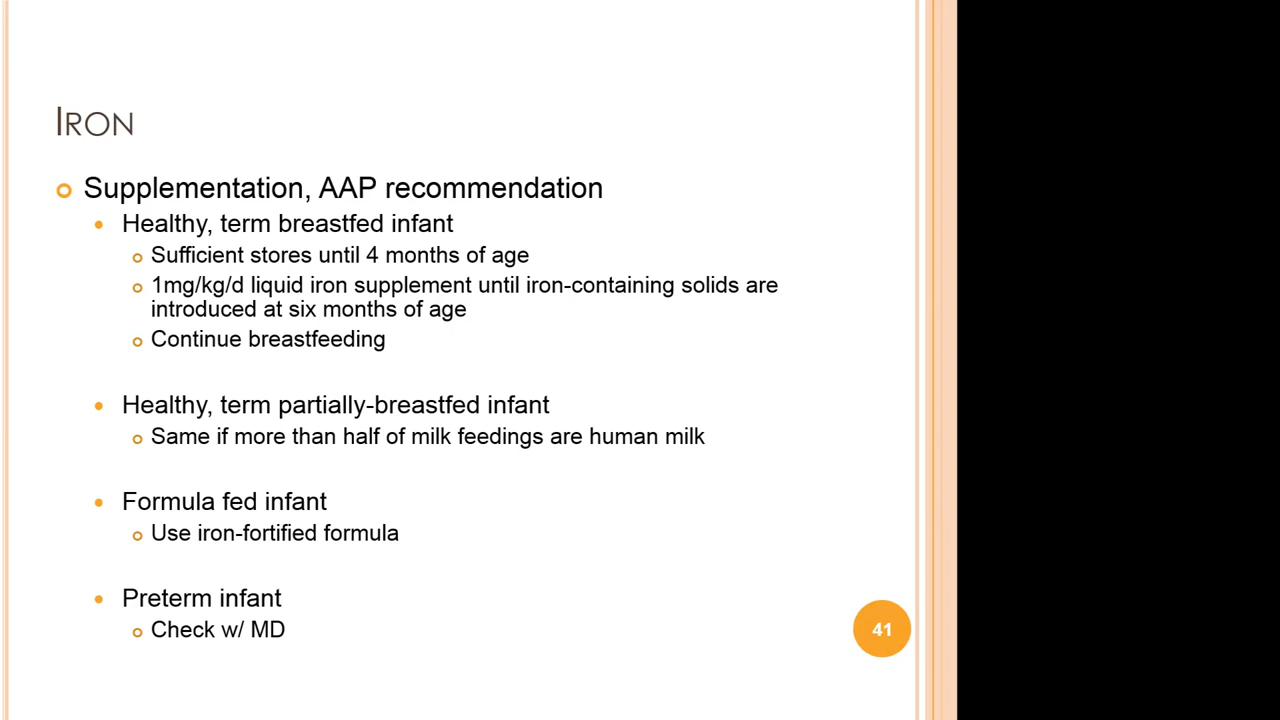 Iron
Supplementation, AAP recommendation
Healthy, term breastfed infant
Sufficient stores until 4 months of age
1mg/kg/d liquid iron supplement until iron-containing solids are
introduced at six months of age
Continue breastfeeding
Healthy, term partially-breastfed infant
Same if more than half of milk feedings are human milk
Formula fed infant
Use iron-fortified formula
Preterm infant
Check w/ MD
41